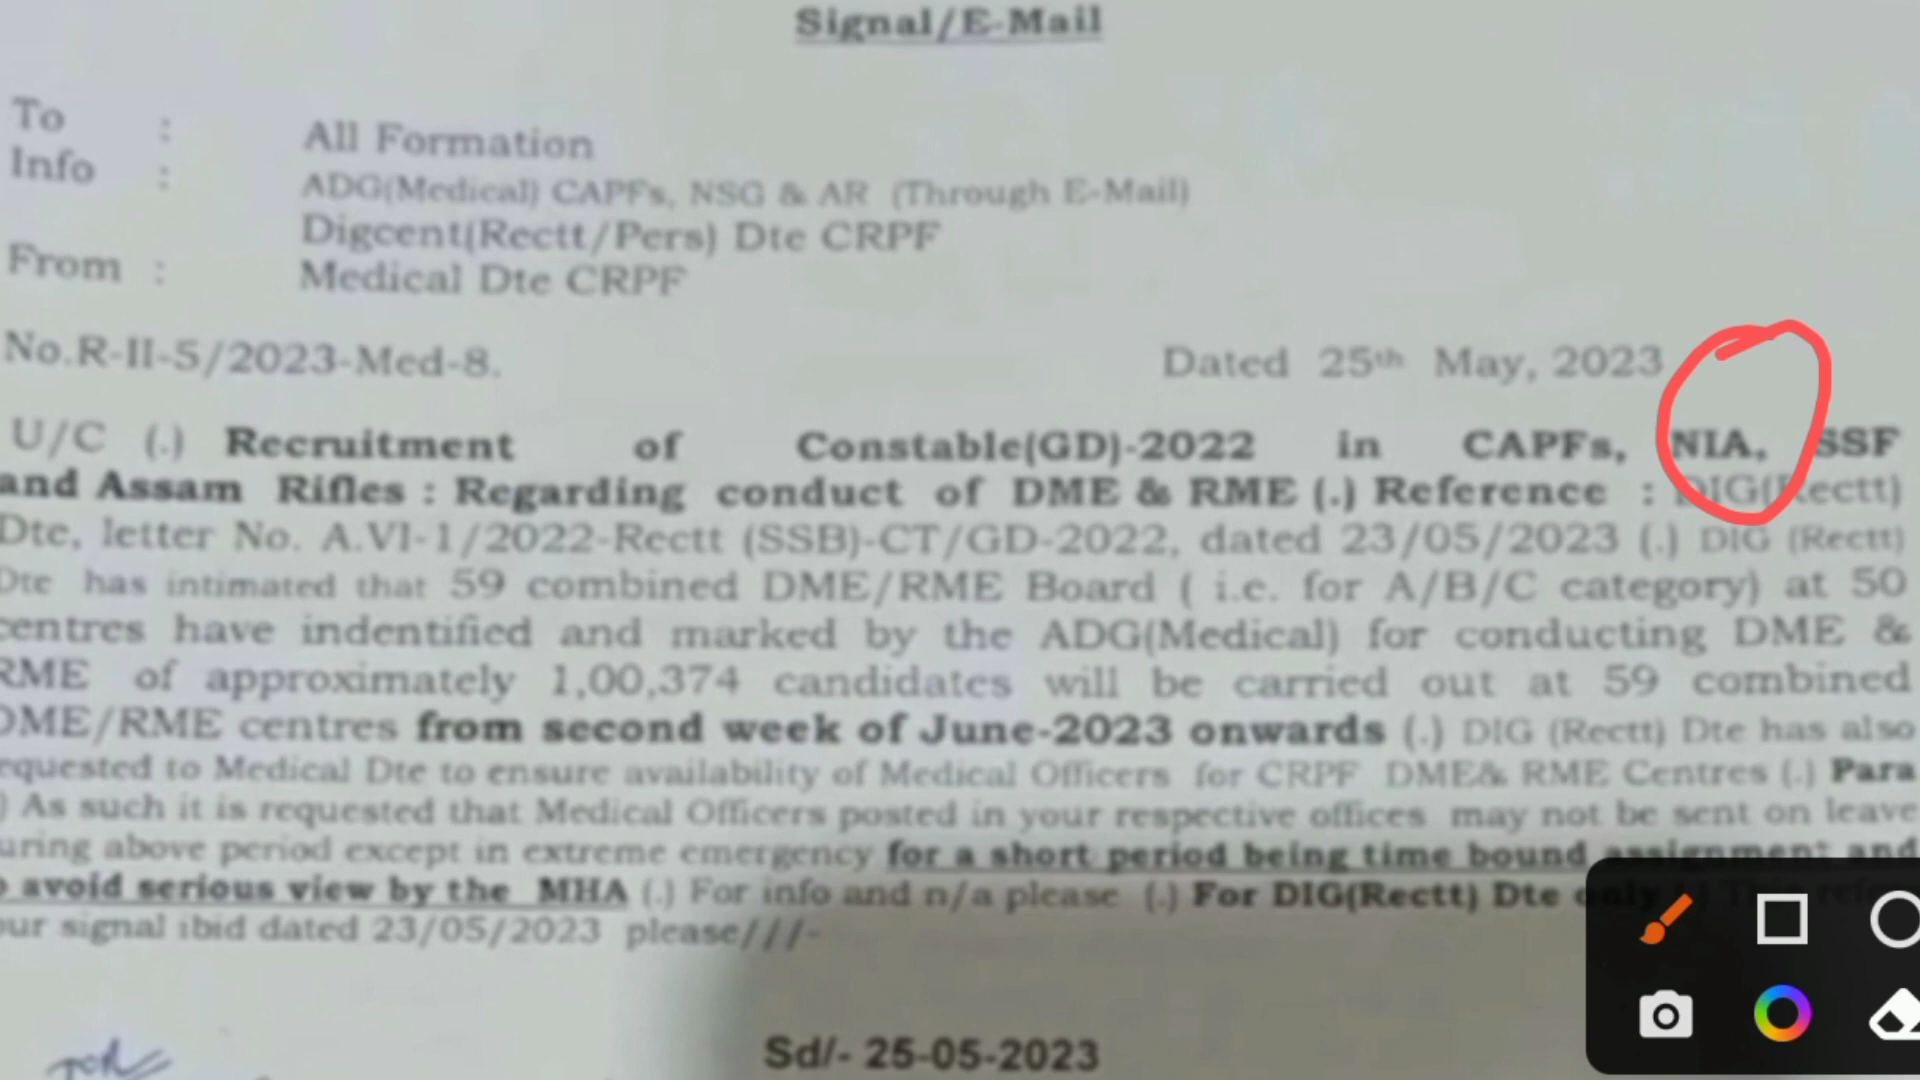 Signal/E-Mail
To : All Formation
Info : ADG(Medical) CAPFs, NSG & AR (Through E-Mail)
Digcent(Rectt/Pers) Dte CRPF
From : Medical Dte CRPF
No.R-II-5/2023-Med-8. Dated 25th May, 2023
U/C (.) Recruitment of Constable(GD)-2022 in CAPFs, NIA, SSF
and Assam Rifles : Regarding conduct of DME & RME (.) Reference : DIG(Rectt)
Dte, letter No. A.VI-1/2022-Rectt (SSB)-CT/GD-2022, dated 23/05/2023 (.) DIG (Rectt)
Dte has intimated that 59 combined DME/RME Board ( i.e. for A/B/C category) at 50
centres have indentified and marked by the ADG(Medical) for conducting DME &
RME of approximately 1,00,374 candidates will be carried out at 59 combined
DME/RME centres from second week of June-2023 onwards (.) DIG (Rectt) Dte has also
equested to Medical Dte to ensure availability of Medical Officers for CRPF DME& RME Centres (.) Para
) As such it is requested that Medical Officers posted in your respective offices may not be sent on leave
uring above period except in extreme emergency for a short period being time bound assignment and
o avoid serious view by the MHA (.) For info and n/a please (.) For DIG(Rectt) Dte only
our signal ibid dated 23/05/2023 please///-
Sd/- 25-05-2023